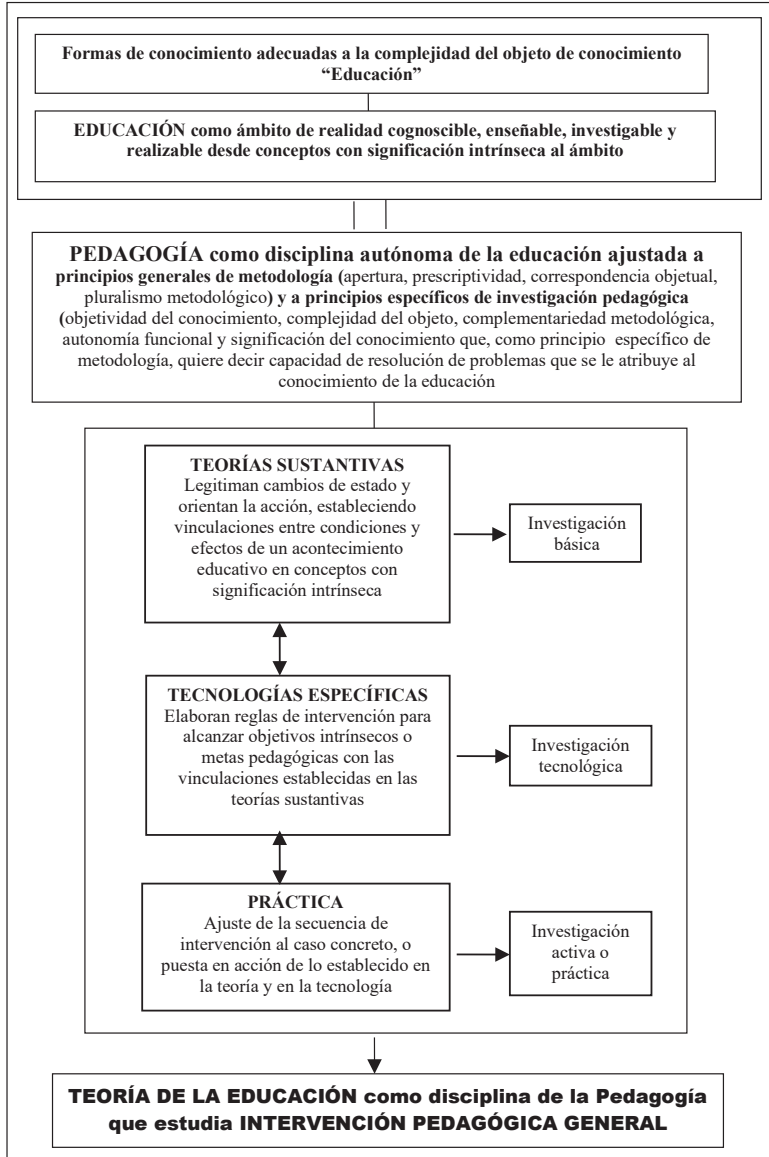 Formas de conocimiento adecuadas a la complejidad del objeto de conocimiento
“Educación”
EDUCACIÓN como ámbito de realidad cognoscible, enseñable, investigable y
realizable desde conceptos con significación intrínseca al ámbito
PEDAGOGÍA como disciplina autónoma de la educación ajustada a
principios generales de metodología (apertura, prescriptividad, correspondencia objetual,
pluralismo metodológico) y a principios específicos de investigación pedagógica
(objetividad del conocimiento, complejidad del objeto, complementariedad metodológica,
autonomía funcional y significación del conocimiento que, como principio específico de
metodología, quiere decir capacidad de resolución de problemas que se le atribuye al
conocimiento de la educación
TEORÍAS SUSTANTIVAS
Legitiman cambios de estado y
orientan la acción, estableciendo
vinculaciones entre condiciones y
efectos de un acontecimiento
educativo en conceptos con
significación intrínseca
Investigación
básica
TECNOLOGÍAS ESPECÍFICAS
Elaboran reglas de intervención para
alcanzar objetivos intrínsecos o
metas pedagógicas con las
vinculaciones establecidas en las
teorías sustantivas
Investigación
tecnológica
PRÁCTICA
Ajuste de la secuencia de
intervención al caso concreto, o
puesta en acción de lo establecido en
la teoría y en la tecnología
Investigación
activa o
práctica
TEORÍA DE LA EDUCACIÓN como disciplina de la Pedagogía
que estudia INTERVENCIÓN PEDAGÓGICA GENERAL